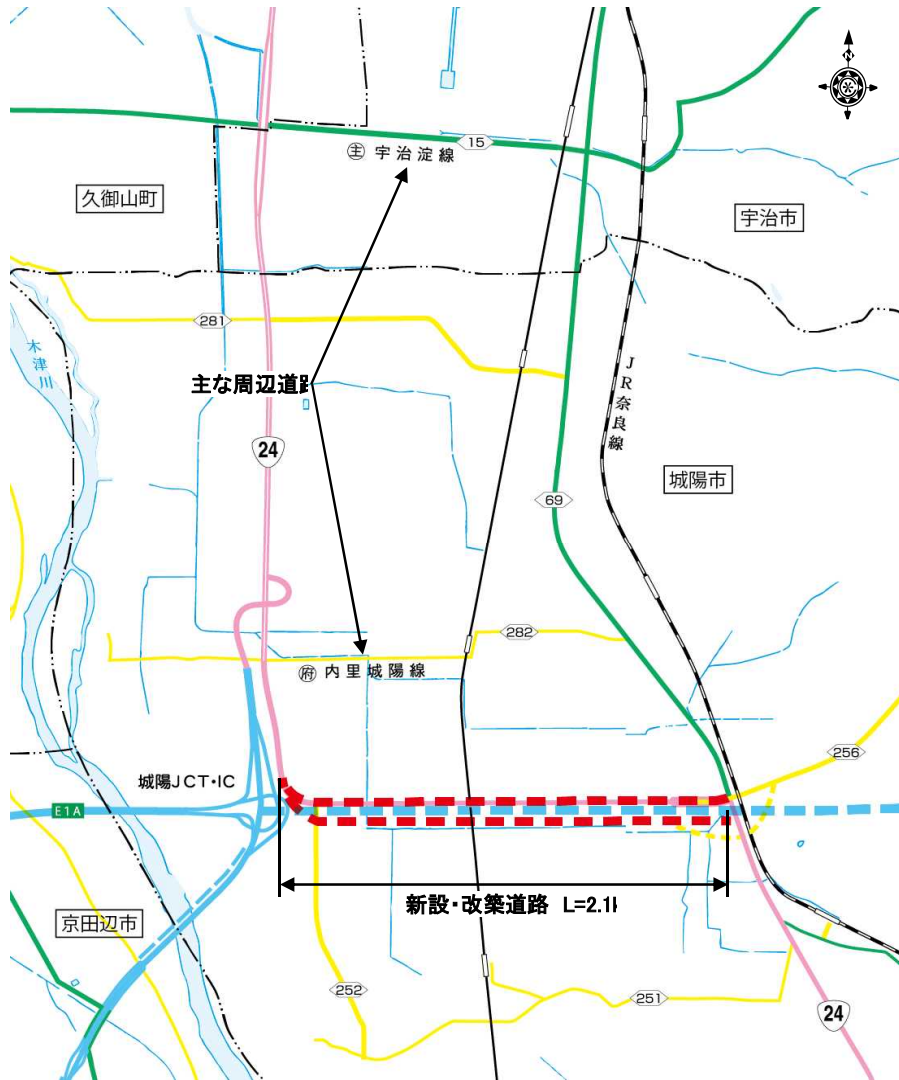 N
15
㊟ 宇治淀線
久御山町
宇治市
281
木津川
主な周辺道
JR奈良線
24
城陽市
69
282
府 内里城陽線
256
城陽JCT・IC
E1A
新設・改築道路 L=2.1
京田辺市
252
251
24